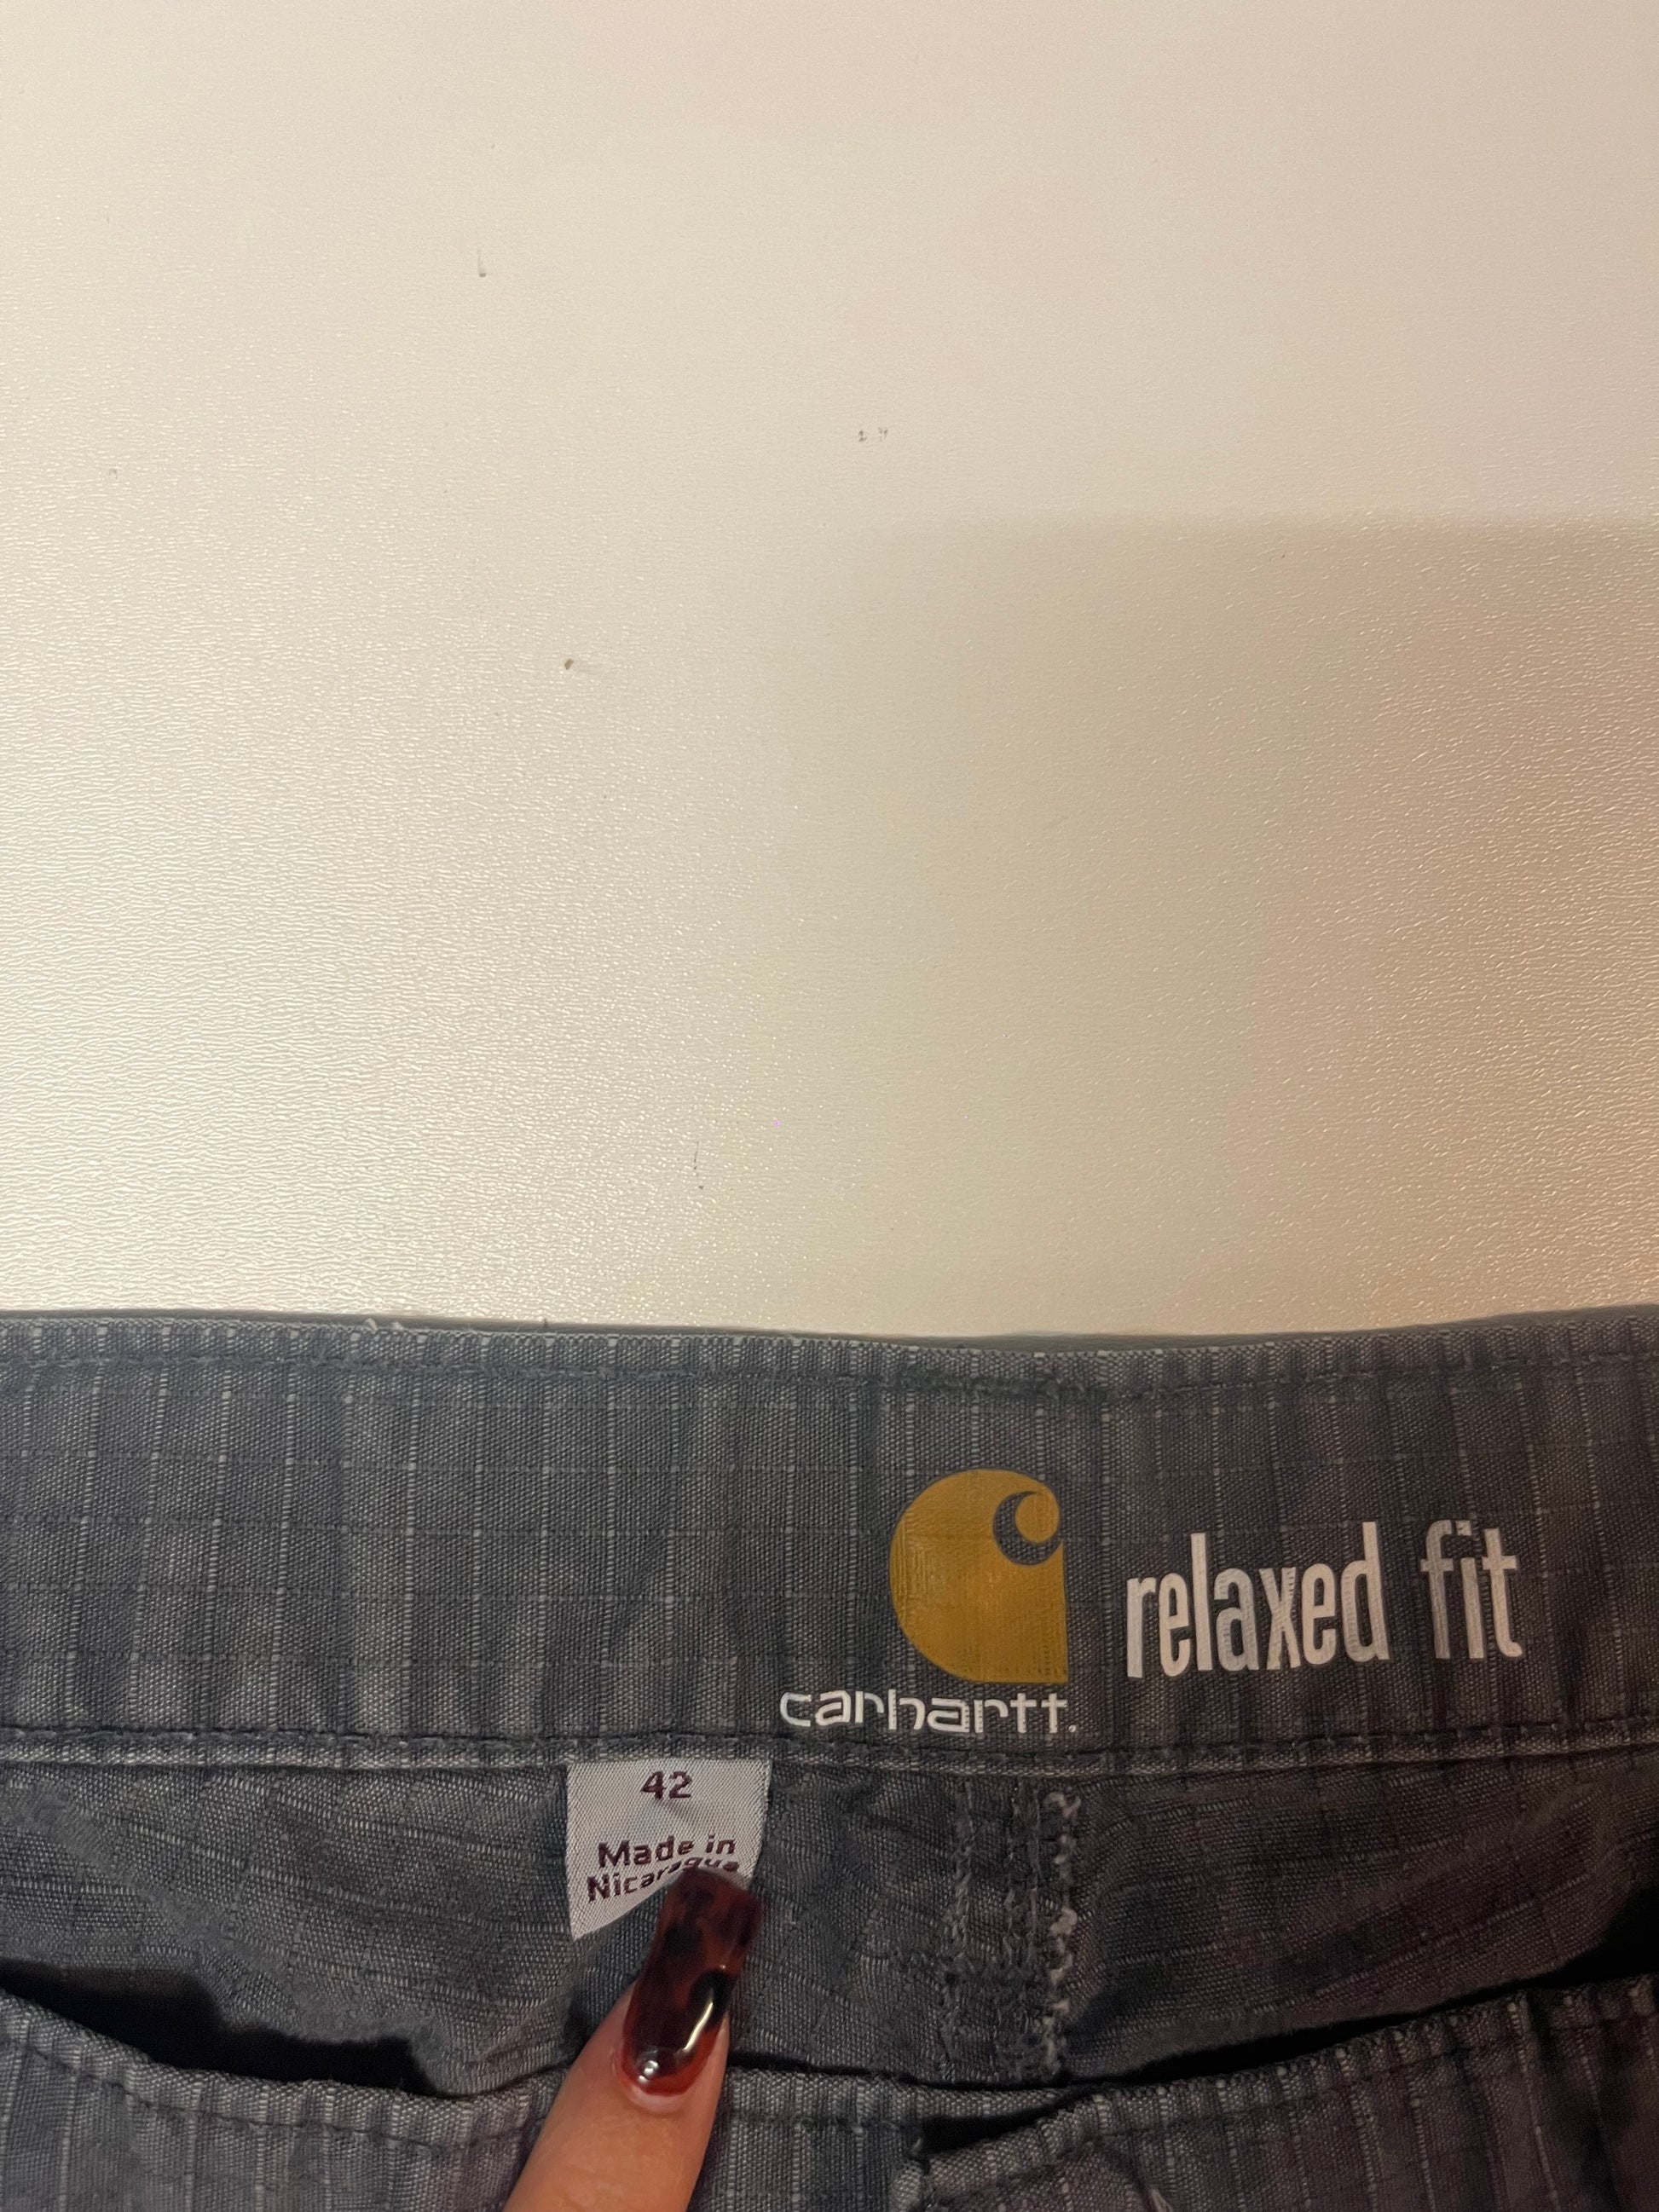 carhartt.
relaxed fit
42
Made in
Nicaragua